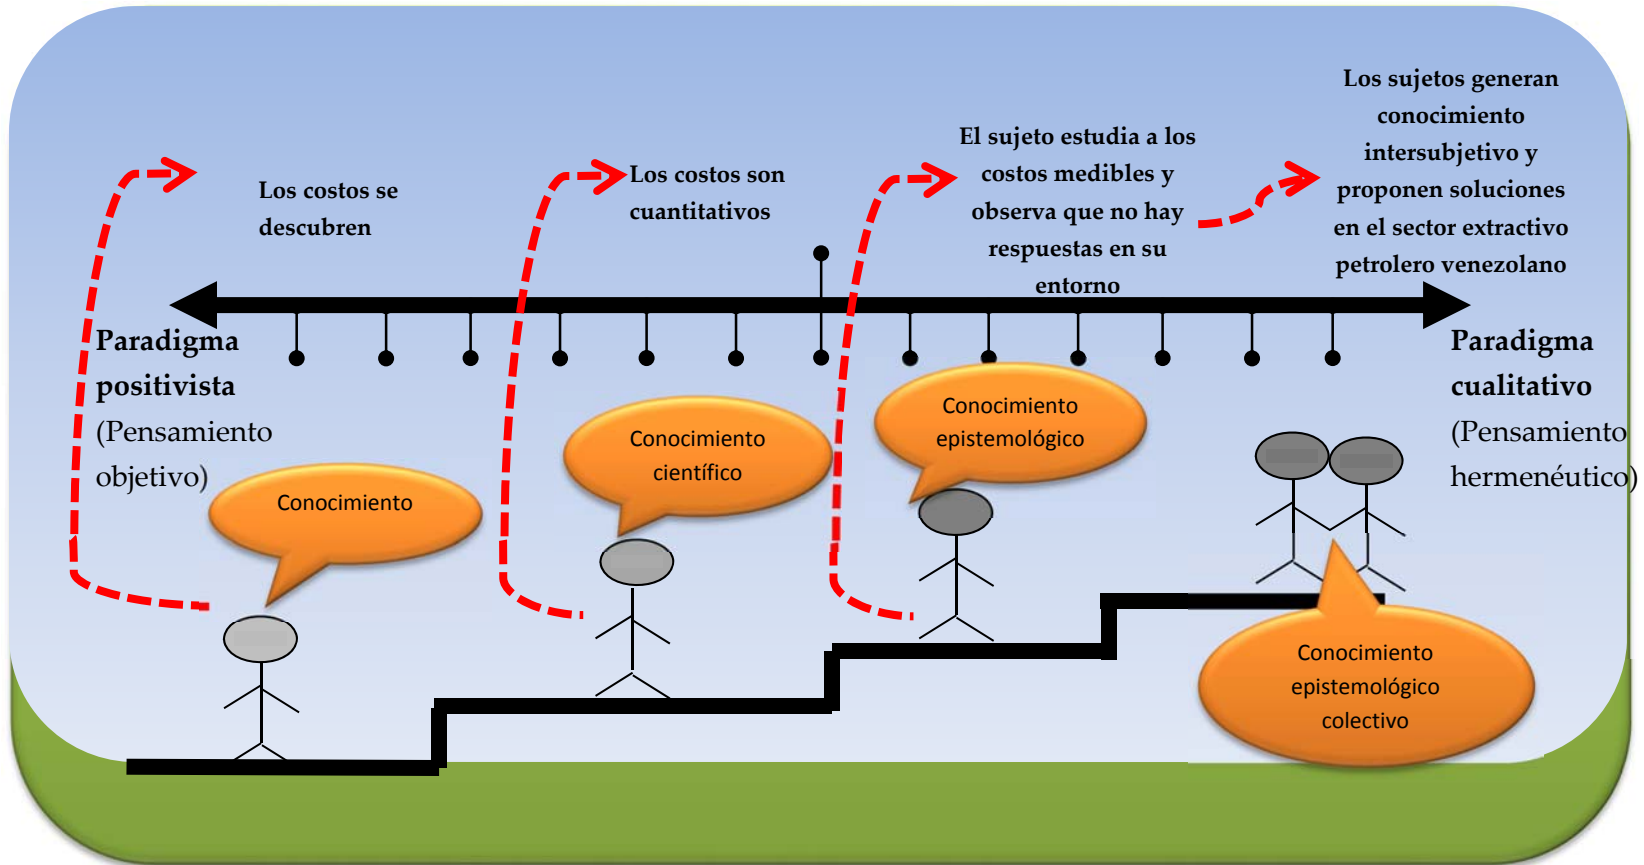 Los sujetos generan
conocimiento
intersubjetivo y
proponen soluciones
en el sector extractivo
petrolero venezolano
El sujeto estudia a los
costos medibles y
observa que no hay
respuestas en su
entorno
Los costos son
cuantitativos
Los costos se
descubren
Paradigma
positivista
(Pensamiento
objetivo)
Paradigma
cualitativo
(Pensamiento
hermenéutico)
Conocimiento
Conocimiento
científico
Conocimiento
epistemológico
Conocimiento
epistemológico
colectivo